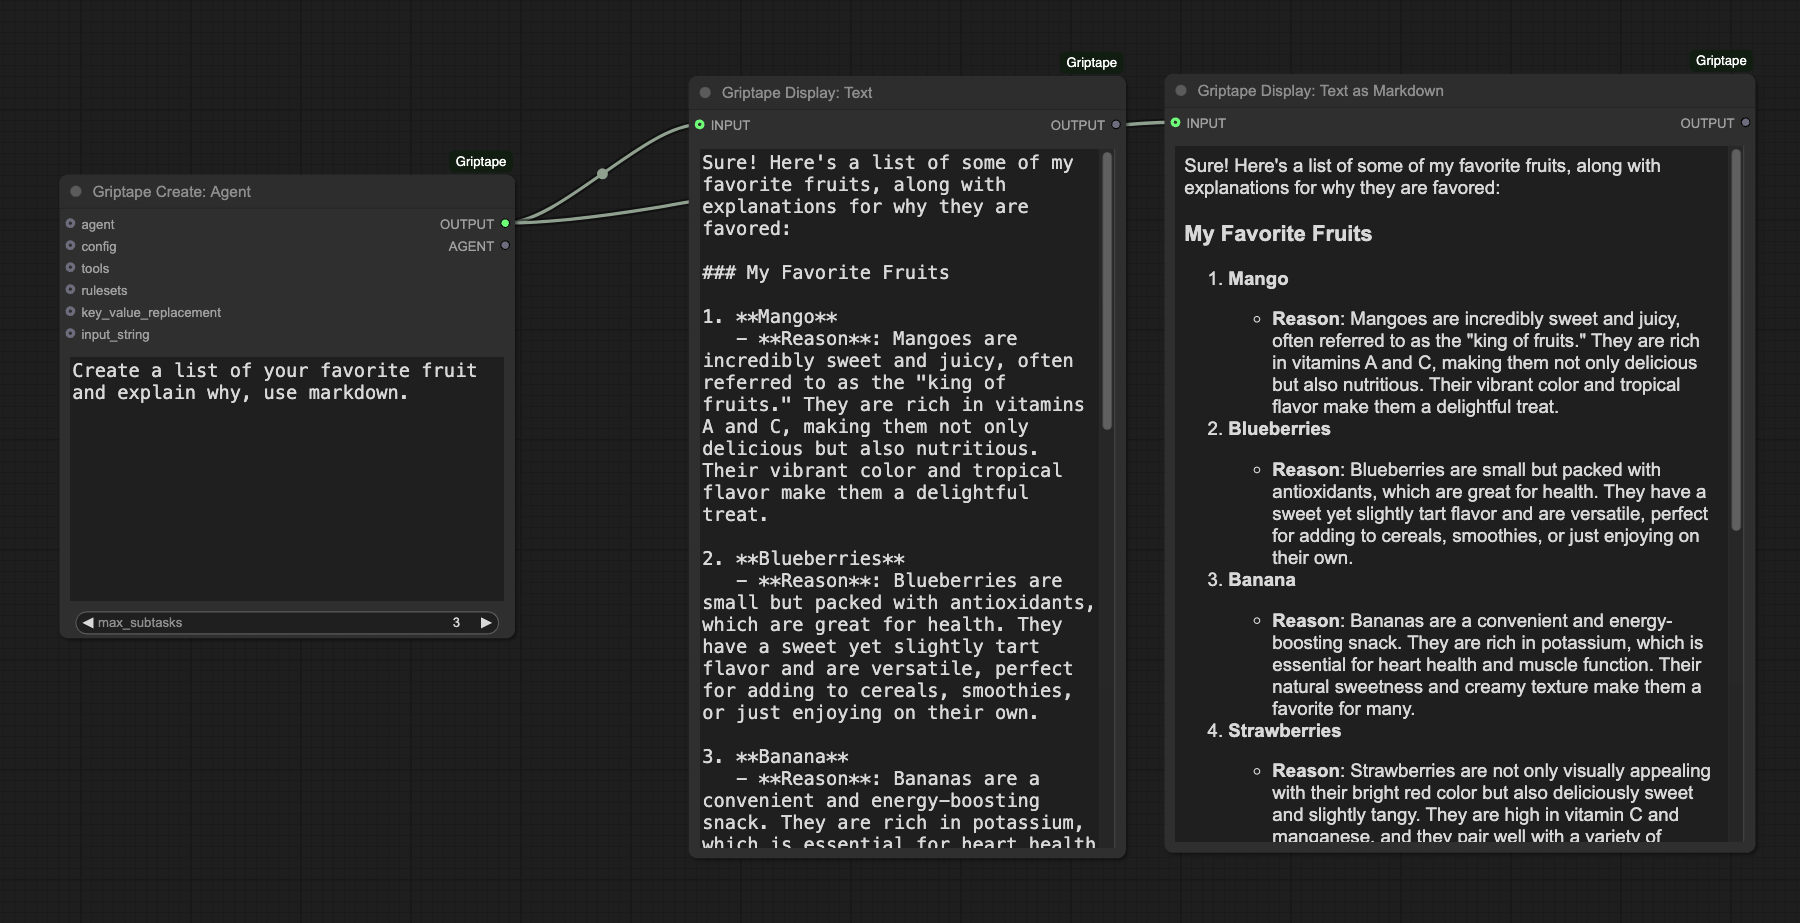 Griptape
Griptape Create: Agent
agent
OUTPUT
config
AGENT
tools
rulesets
key_value_replacement
input_string
Create a list of your favorite fruit
and explain why, use markdown.
max_subtasks
3
Griptape
Griptape Display: Text
INPUT
OUTPUT
Sure! Here's a list of some of my
favorite fruits, along with
explanations for why they are
favored:
### My Favorite Fruits
1. **Mango**
- **Reason**: Mangoes are
incredibly sweet and juicy, often
referred to as the "king of
fruits." They are rich in vitamins
A and C, making them not only
delicious but also nutritious.
Their vibrant color and tropical
flavor make them a delightful
treat.
2. **Blueberries**
- **Reason**: Blueberries are
small but packed with antioxidants,
which are great for health. They
have a sweet yet slightly tart
flavor and are versatile, perfect
for adding to cereals, smoothies,
or just enjoying on their own.
3. **Banana**
- **Reason**: Bananas are a
convenient and energy-boosting
snack. They are rich in potassium,
which is essential for heart health
Griptape
Griptape Display: Text as Markdown
INPUT
OUTPUT
Sure! Here's a list of some of my favorite fruits, along with
explanations for why they are favored:
My Favorite Fruits
1. Mango
Reason: Mangoes are incredibly sweet and juicy,
often referred to as the "king of fruits." They are rich
in vitamins A and C, making them not only delicious
but also nutritious. Their vibrant color and tropical
flavor make them a delightful treat.
2. Blueberries
Reason: Blueberries are small but packed with
antioxidants, which are great for health. They have a
sweet yet slightly tart flavor and are versatile, perfect
for adding to cereals, smoothies, or just enjoying on
their own.
3. Banana
Reason: Bananas are a convenient and energy-
boosting snack. They are rich in potassium, which is
essential for heart health and muscle function. Their
natural sweetness and creamy texture make them a
favorite for many.
4. Strawberries
Reason: Strawberries are not only visually appealing
with their bright red color but also deliciously sweet
and slightly tangy. They are high in vitamin C and
manganese, and they pair well with a variety of